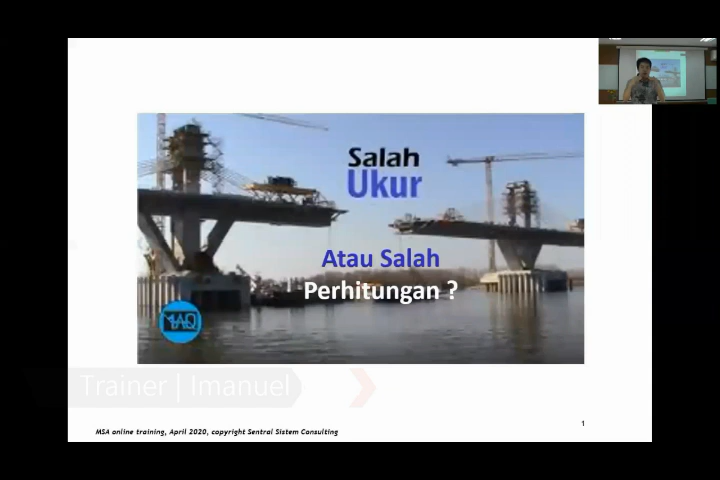 Salah
Ukur
Atau Salah
Perhitungan ?
MAQ
Trainer | Imanuel
1
MSA online training, April 2020, copyright Sentral Sistem Consulting